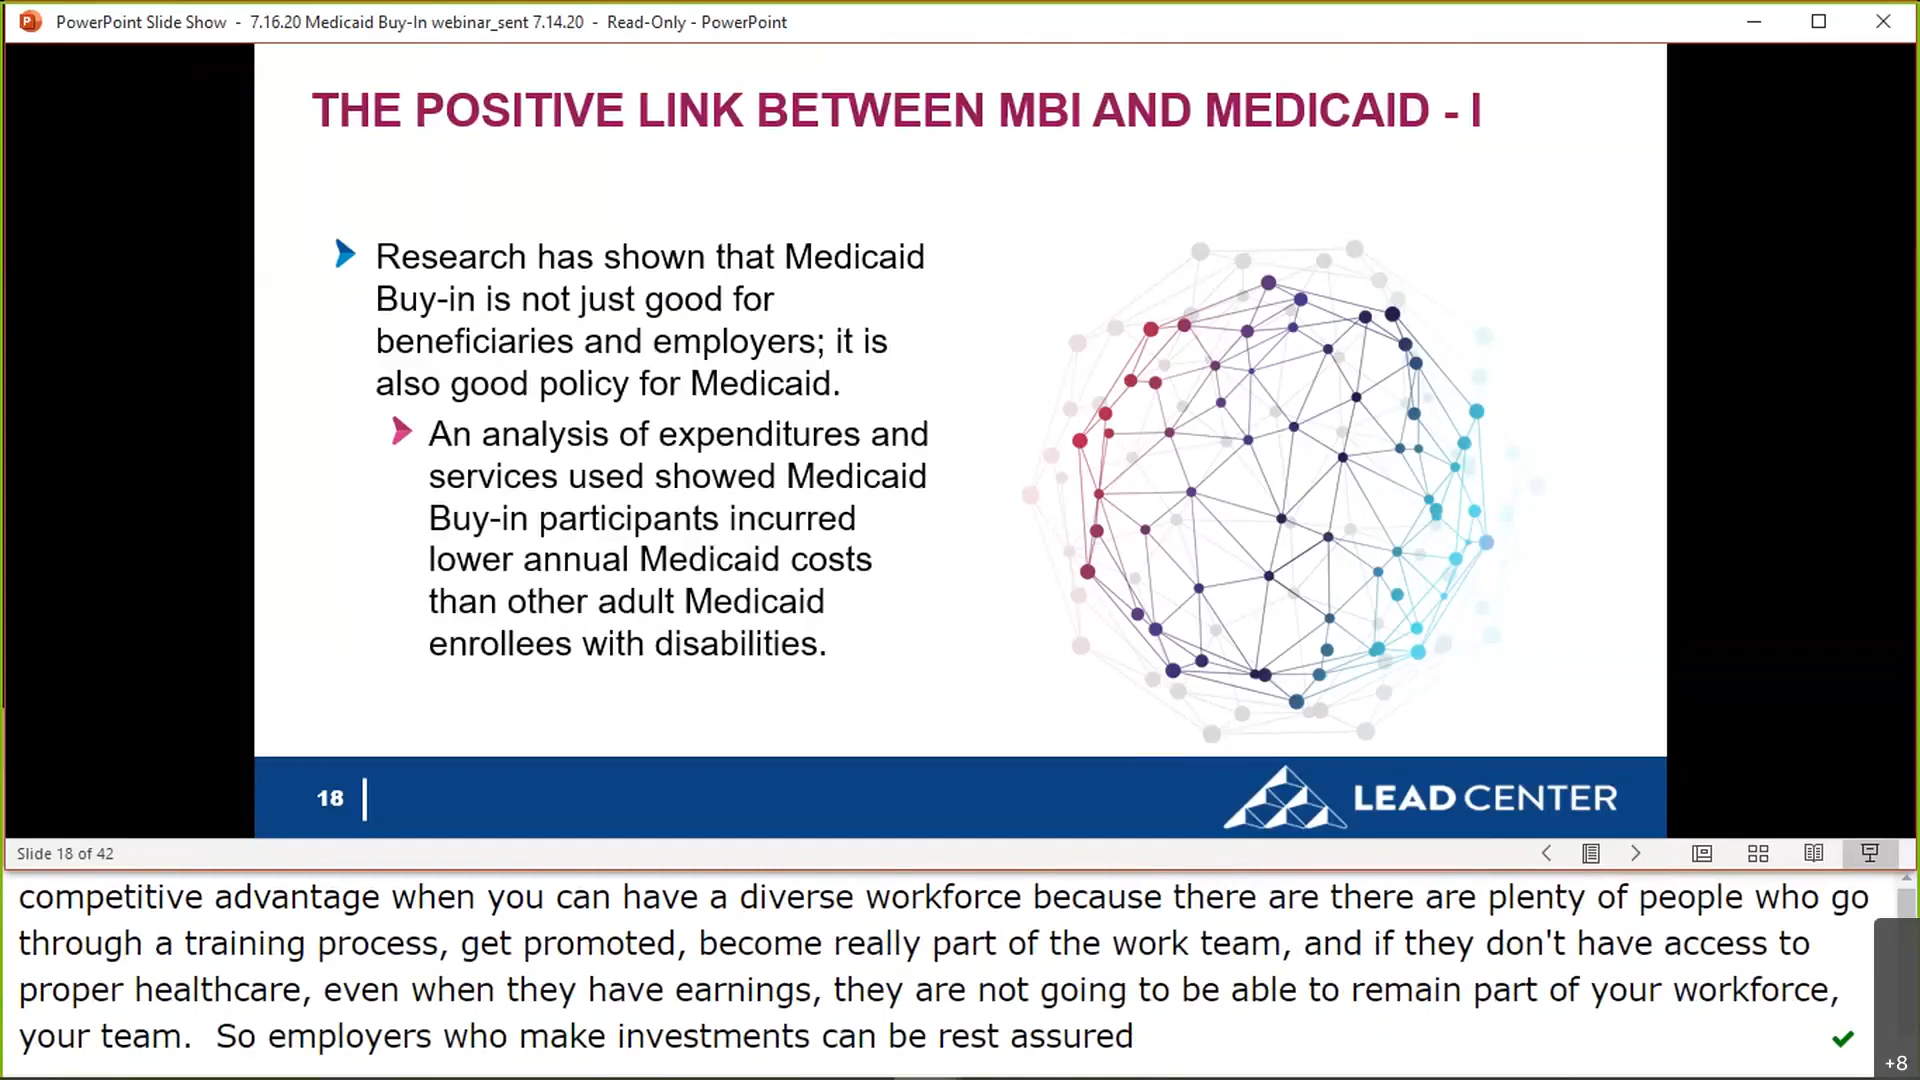 PowerPoint Slide Show - 7.16.20 Medicaid Buy-In webinar_sent 7.14.20 - Read-Only - PowerPoint
THE POSITIVE LINK BETWEEN MBI AND MEDICAID - I
Research has shown that Medicaid
Buy-in is not just good for
beneficiaries and employers; it is
also good policy for Medicaid.
An analysis of expenditures and
services used showed Medicaid
Buy-in participants incurred
lower annual Medicaid costs
than other adult Medicaid
enrollees with disabilities.
18
LEAD CENTER
Slide 18 of 42
competitive advantage when you can have a diverse workforce because there are there are plenty of people who go
through a training process, get promoted, become really part of the work team, and if they don't have access to
proper healthcare, even when they have earnings, they are not going to be able to remain part of your workforce,
your team.  So employers who make investments can be rest assured
+8